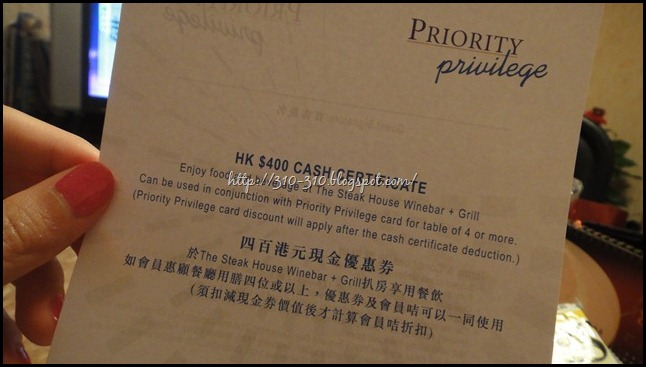 PRIORITY
privilege
HK $400 CASH CERTIFICATE
Enjoy food at The Steak House Winebar + Grill
http://310-310.blogspot.com/
Can be used in conjunction with Priority Privilege card for table of 4 or more.
(Priority Privilege card discount will apply after the cash certificate deduction.)
四百港元現金優惠券
於The Steak House Winebar + Grill扒房享用餐飲
如會員惠顧餐廳用膳四位或以上，優惠券及會員咭可以一同使用
(須扣減現金券價值後才計算會員咭折扣)